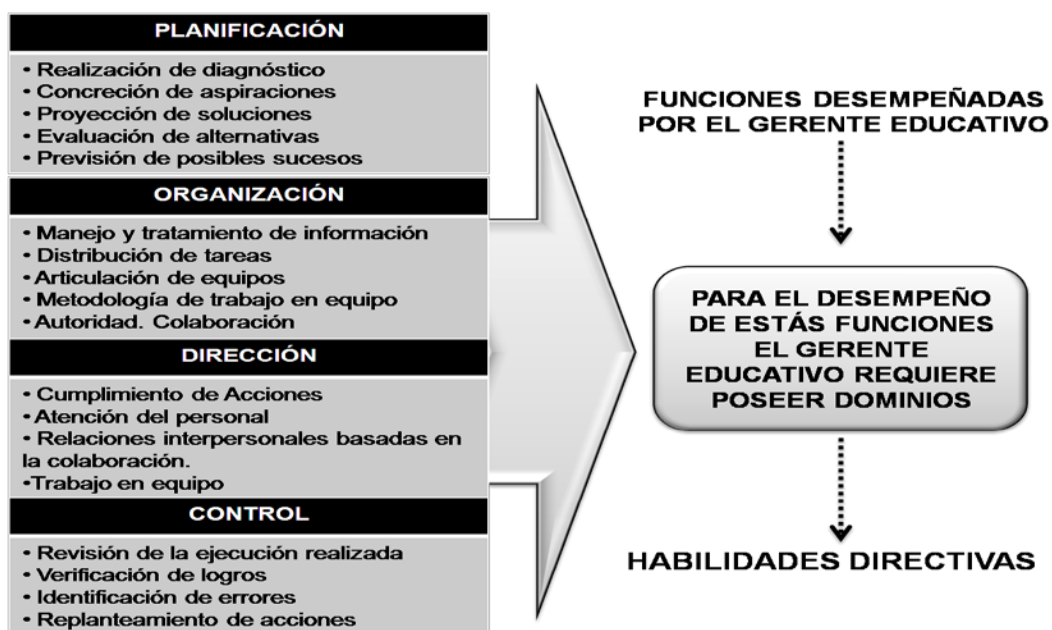 PLANIFICACIÓN
• Realización de diagnóstico
• Concreción de aspiraciones
• Proyección de soluciones
• Evaluación de alternativas
• Previsión de posibles sucesos
ORGANIZACIÓN
• Manejo y tratamiento de información
• Distribución de tareas
• Articulación de equipos
• Metodología de trabajo en equipo
• Autoridad. Colaboración
DIRECCIÓN
• Cumplimiento de Acciones
• Atención del personal
• Relaciones interpersonales basadas en
la colaboración.
•Trabajo en equipo
CONTROL
• Revisión de la ejecución realizada
• Verificación de logros
• Identificación de errores
• Replanteamiento de acciones
FUNCIONES DESEMPEÑADAS
POR EL GERENTE EDUCATIVO
PARA EL DESEMPEÑO
DE ESTÁS FUNCIONES
EL GERENTE
EDUCATIVO REQUIERE
POSEER DOMINIOS
HABILIDADES DIRECTIVAS